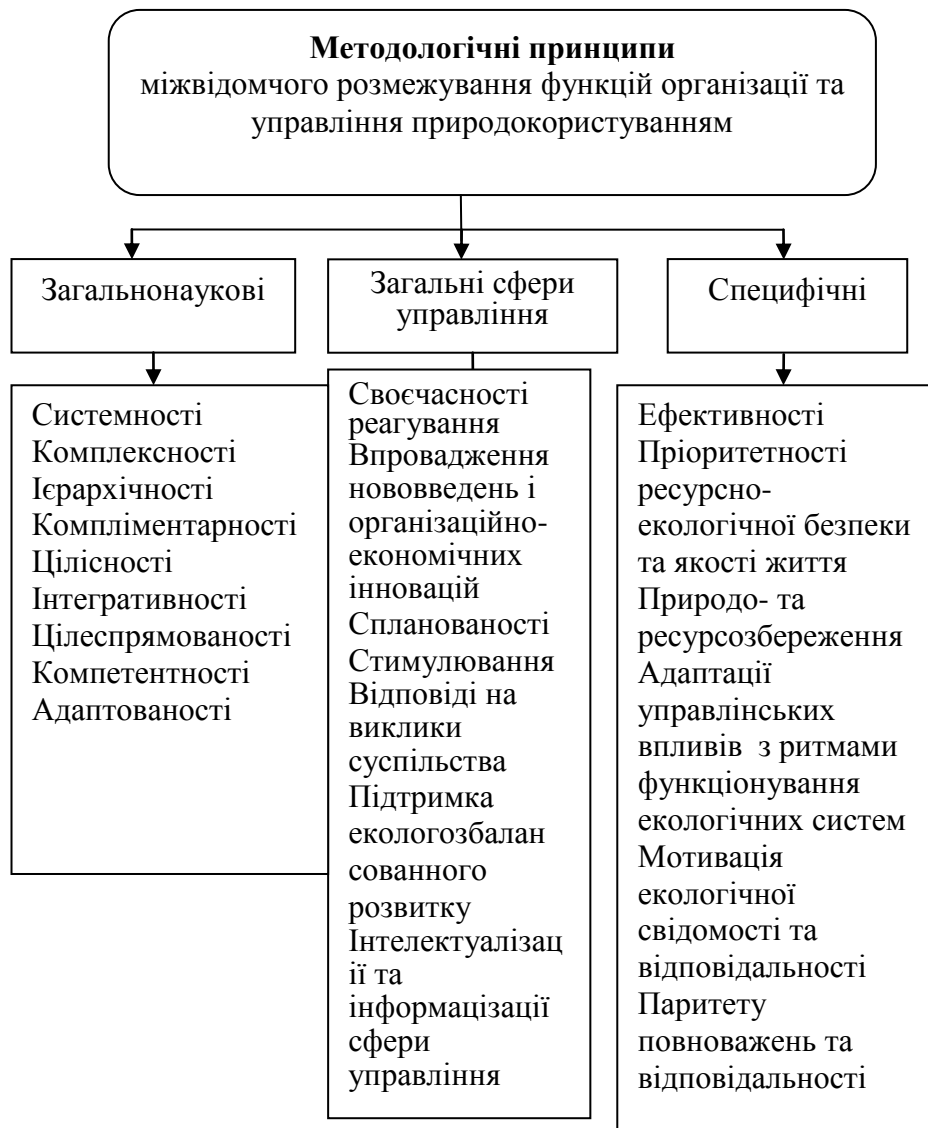 Методологічні принципи
міжвідомчого розмежування функцій організації та
управління природокористуванням
Загальнонаукові
Загальні сфери
управління
Специфічні
Системності
Комплексності
Ієрархічності
Компліментарності
Цілісності
Інтегративності
Цілеспрямованості
Компетентності
Адаптованості
Своєчасності
реагування
Впровадження
нововведень і
організаційно-
економічних
інновацій
Спланованості
Стимулювання
Відповіді на
виклики
суспільства
Підтримка
екологозбалан
сованного
розвитку
Інтелектуалізац
ії та
інформацізації
сфери
управління
Ефективності
Пріоритетності
ресурсно-
екологічної безпеки
та якості життя
Природо- та
ресурсозбереження
Адаптації
управлінських
впливів  з ритмами
функціонування
екологічних систем
Мотивація
екологічної
свідомості та
відповідальності
Паритету
повноважень та
відповідальності